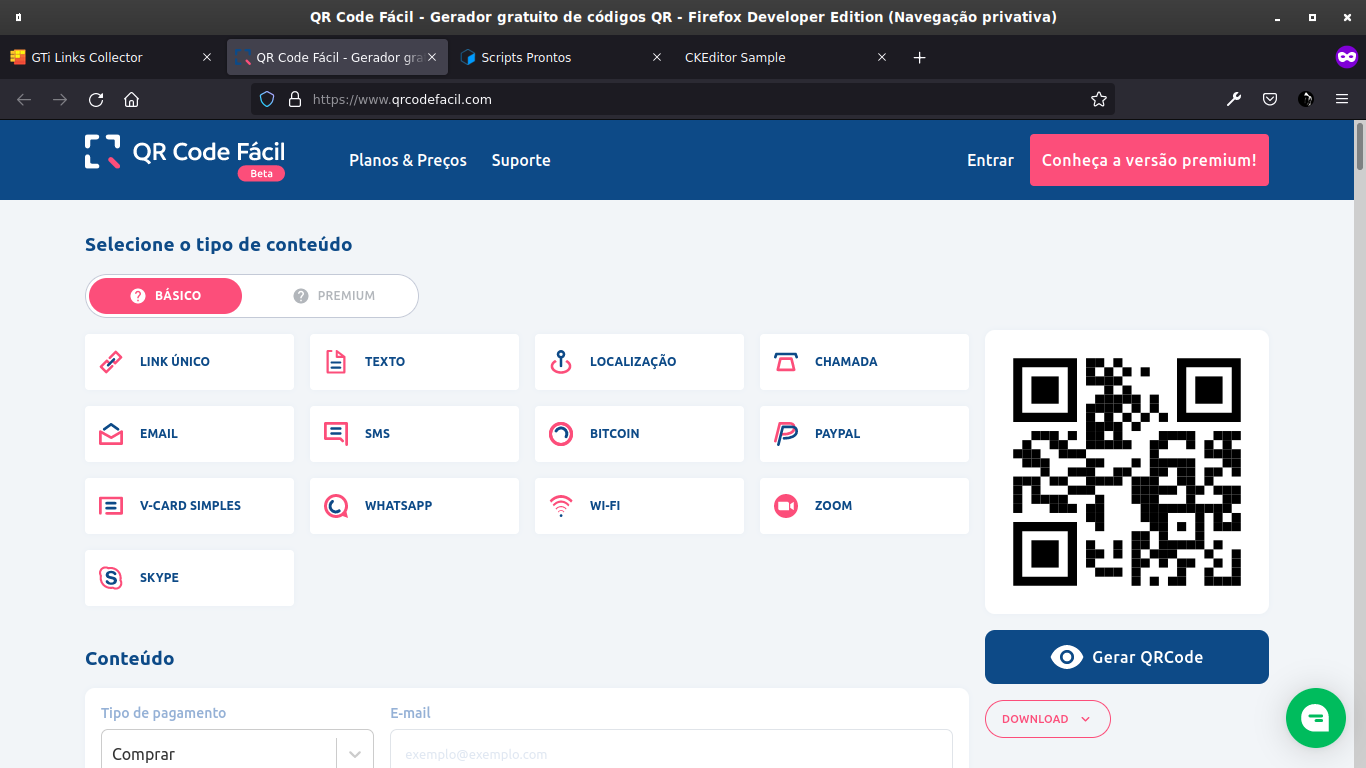 QR Code Fácil - Gerador gratuito de códigos QR - Firefox Developer Edition (Navegação privativa)
GTi Links Collector
QR Code Fácil - Gerador gra
Scripts Prontos
CKEditor Sample
https://www.qrcodefacil.com
QR Code Fácil
Beta
Planos & Preços
Suporte
Entrar
Conheça a versão premium!
Selecione o tipo de conteúdo
BÁSICO
PREMIUM
LINK ÚNICO
TEXTO
LOCALIZAÇÃO
CHAMADA
EMAIL
SMS
BITCOIN
PAYPAL
V-CARD SIMPLES
WHATSAPP
WI-FI
ZOOM
SKYPE
Gerar QRCode
DOWNLOAD
Conteúdo
Tipo de pagamento
E-mail
Comprar
exemplo@exemplo.com